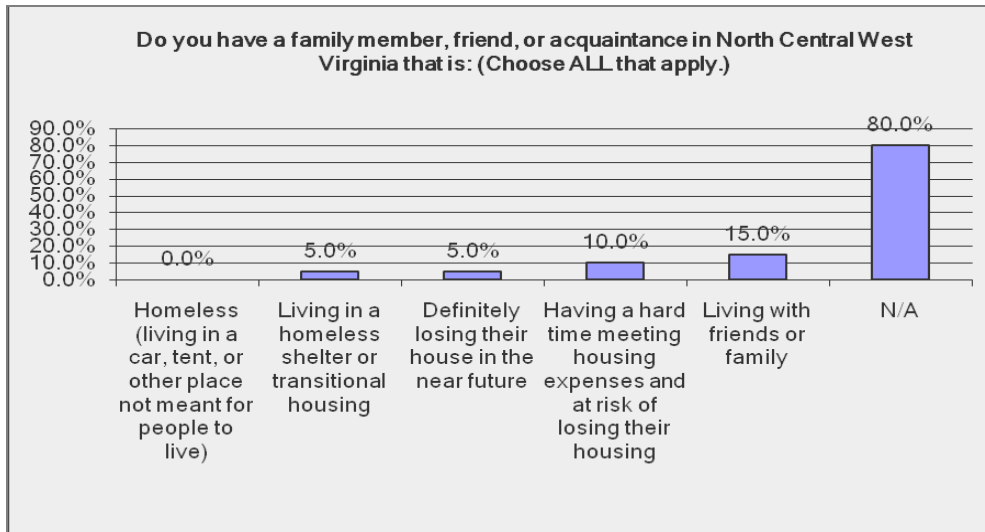 Do you have a family member, friend, or acquaintance in North Central West
Virginia that is: (Choose ALL that apply.)
90.0%
80.0%
70.0%
60.0%
50.0%
40.0%
30.0%
20.0%
10.0%
0.0%
0.0%
5.0%
5.0%
10.0%
15.0%
80.0%
Homeless
(living in a
car, tent, or
other place
not meant for
people to
live)
Living in a
homeless
shelter or
transitional
housing
Definitely
losing their
house in the
near future
Having a hard
time meeting
housing
expenses and
at risk of
losing their
housing
Living with
friends or
family
N/A